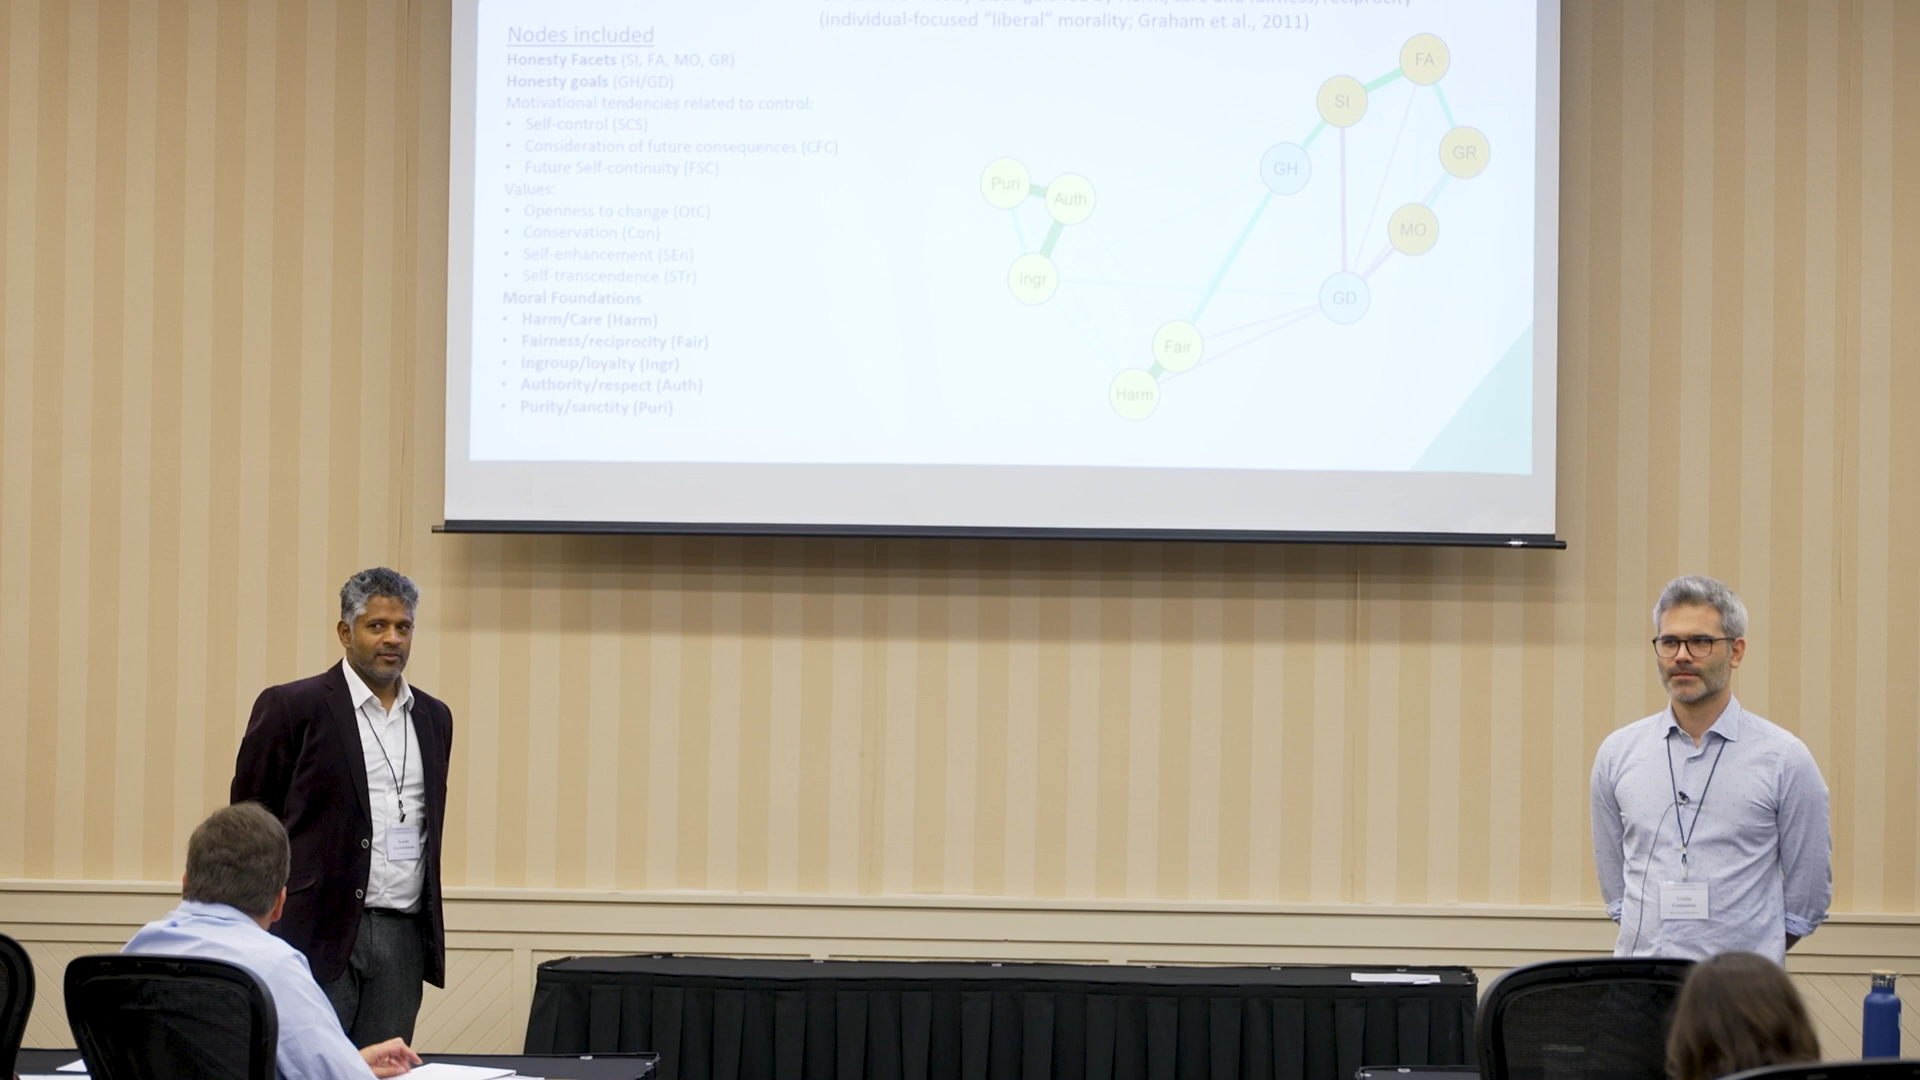 (individual-focused "liberal" morality; Graham et al., 2011)
Nodes included
Honesty Facets (SI, FA, MO, GR)
Honesty goals (GH/GD)
Motivational tendencies related to control:
• Self-control (SCS)
• Consideration of future consequences (CFC)
• Future Self-continuity (FSC)
Values:
• Openness to change (OtC)
• Conservation (Con)
• Self-enhancement (SEn)
• Self-transcendence (STr)
Moral Foundations
• Harm/Care (Harm)
• Fairness/reciprocity (Fair)
• Ingroup/loyalty (Ingr)
• Authority/respect (Auth)
• Purity/sanctity (Puri)
FA
SI
GR
GH
Puri
Auth
MO
Ingr
GD
Fair
Harm